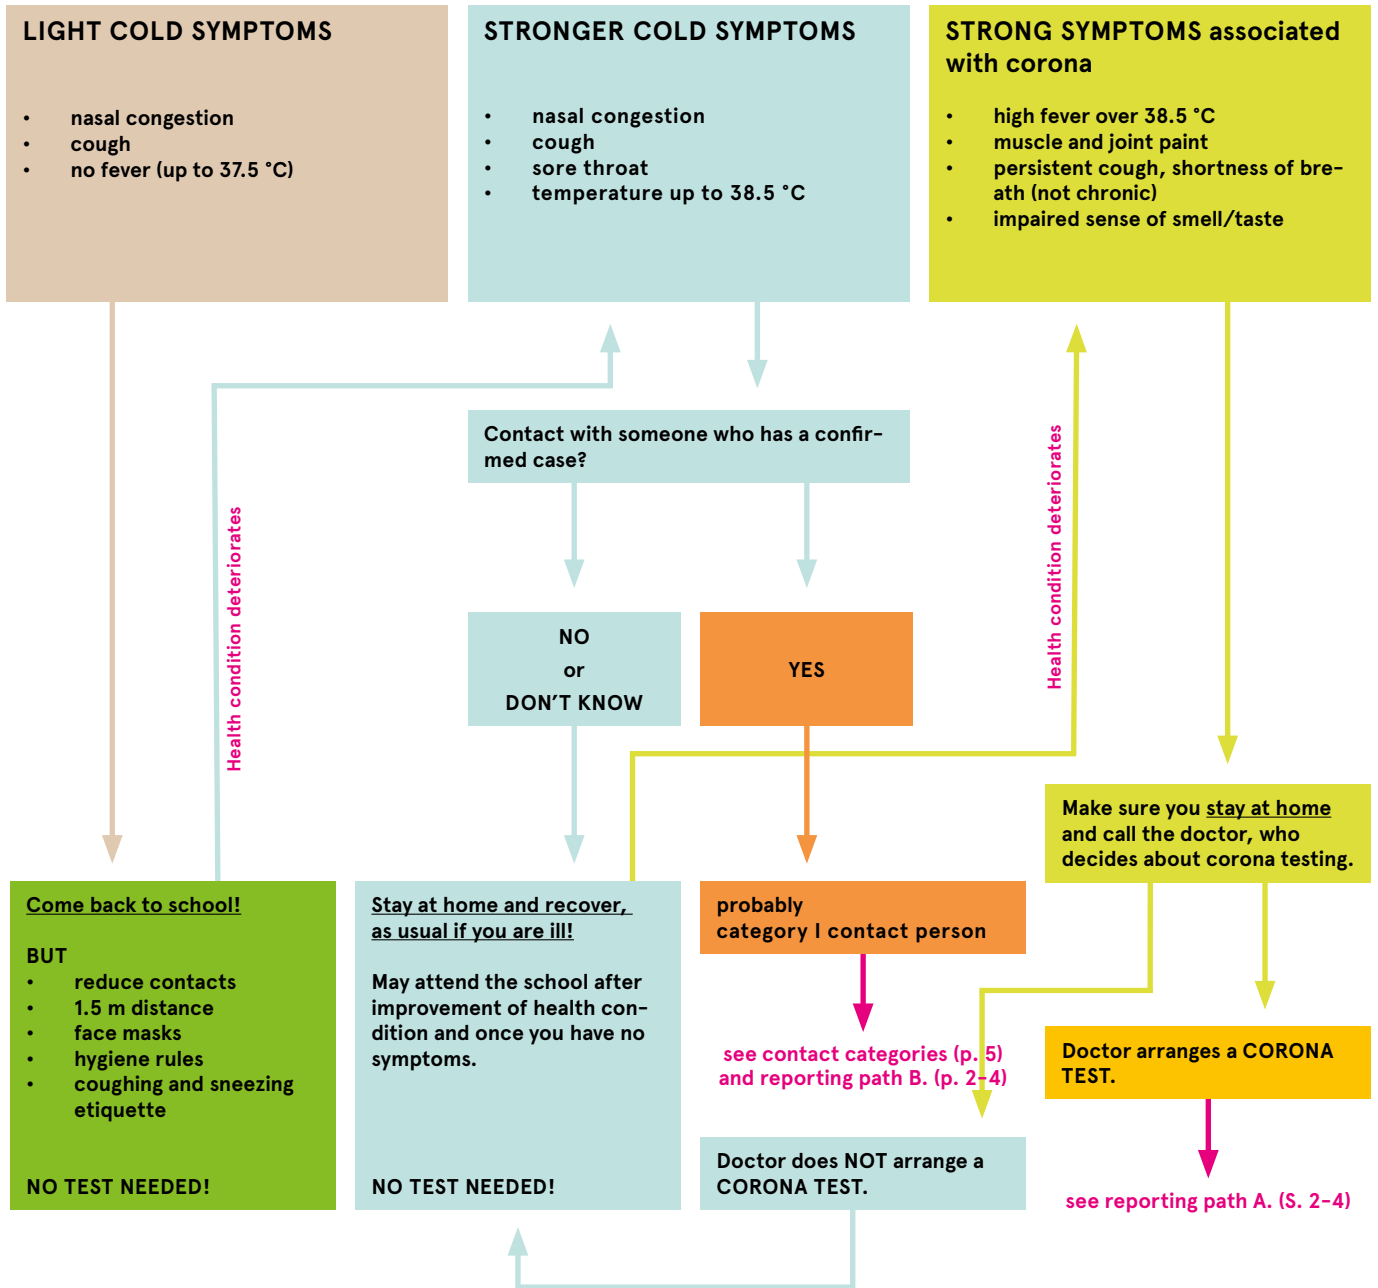 LIGHT COLD SYMPTOMS
• nasal congestion
• cough
• no fever (up to 37.5 °C)
STRONGER COLD SYMPTOMS
• nasal congestion
• cough
• sore throat
• temperature up to 38.5 °C
STRONG SYMPTOMS associated
with corona
• high fever over 38.5 °C
• muscle and joint paint
• persistent cough, shortness of bre-
ath (not chronic)
• impaired sense of smell/taste
Contact with someone who has a confir-
med case?
Health condition deteriorates
Health condition deteriorates
NO
or
DON'T KNOW
YES
Make sure you stay at home
and call the doctor, who
decides about corona testing.
Come back to school!
BUT
• reduce contacts
• 1.5 m distance
• face masks
• hygiene rules
• coughing and sneezing
etiquette
NO TEST NEEDED!
Stay at home and recover,
as usual if you are ill!
May attend the school after
improvement of health con-
dition and once you have no
symptoms.
NO TEST NEEDED!
probably
category I contact person
see contact categories (p. 5)
and reporting path B. (p. 2-4)
Doctor does NOT arrange a
CORONA TEST.
Doctor arranges a CORONA
TEST.
see reporting path A. (S. 2-4)